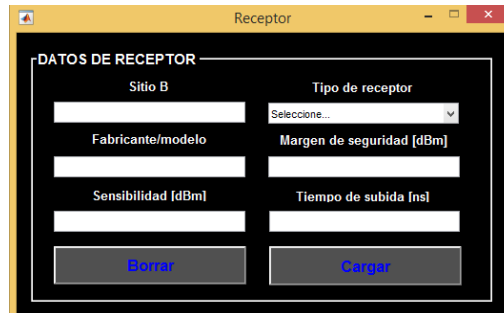 Receptor
DATOS DE RECEPTOR
Sitio B
Tipo de receptor
Seleccione...
Fabricante/modelo
Margen de seguridad [dBm]
Sensibilidad [dBm]
Tiempo de subida [ns]
Borrar
Cargar